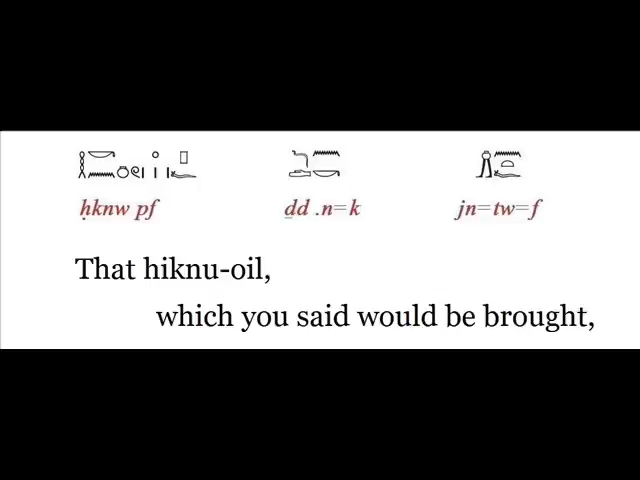 ḥknw pf ḏd .n=k jn=tw=f
That hiknu-oil,
which you said would be brought,